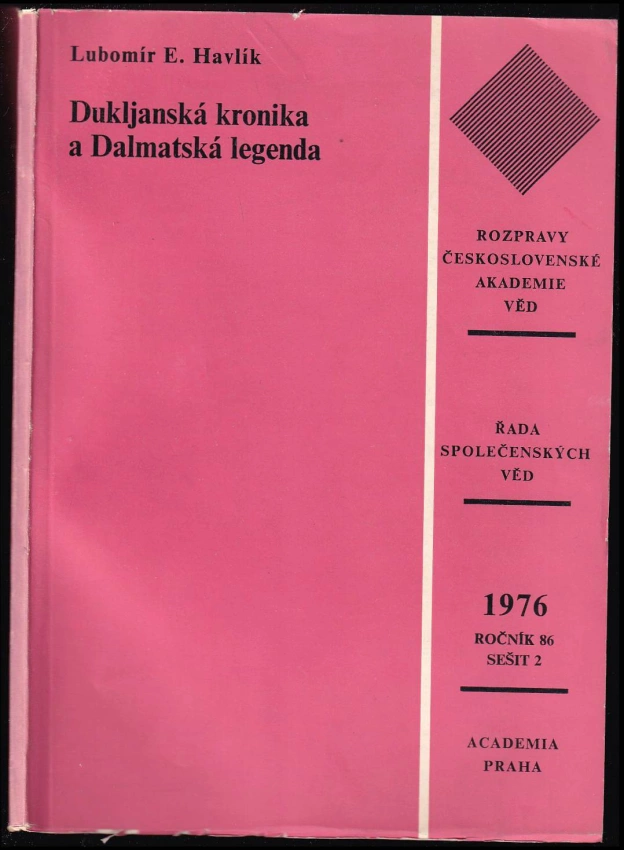 Lubomír E. Havlík
Dukljanská kronika
a Dalmatská legenda
ROZPRAVY
ČESKOSLOVENSKÉ
AKADEMIE
VĚD
ŘADA
SPOLEČENSKÝCH
VĚD
1976
ROČNÍK 86
SEŠIT 2
ACADEMIA
PRAHA